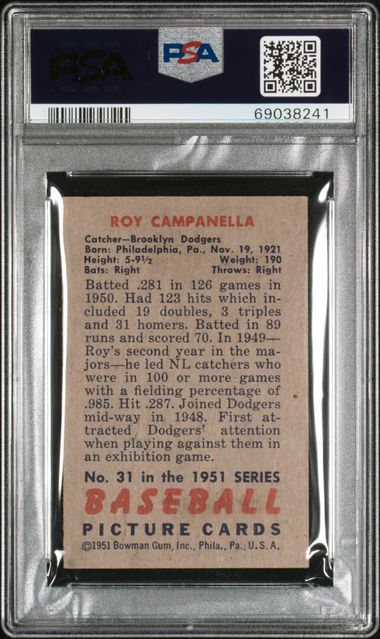 PSA
PSA
69038241
ROY CAMPANELLA
Catcher—Brooklyn Dodgers
Born: Philadelphia, Pa., Nov. 19, 1921
Height: 5-9½ Weight: 190
Bats: Right Throws: Right
Batted .281 in 126 games in
1950. Had 123 hits which in-
cluded 19 doubles, 3 triples
and 31 homers. Batted in 89
runs and scored 70. In 1949—
Roy's second year in the ma-
jors—he led NL catchers who
were in 100 or more games
with a fielding percentage of
.985. Hit .287. Joined Dodgers
mid-way in 1948. First at-
tracted Dodgers' attention
when playing against them in
an exhibition game.
No. 31 in the 1951 SERIES
BASEBALL
PICTURE CARDS
©1951 Bowman Gum, Inc., Phila., Pa., U.S.A.